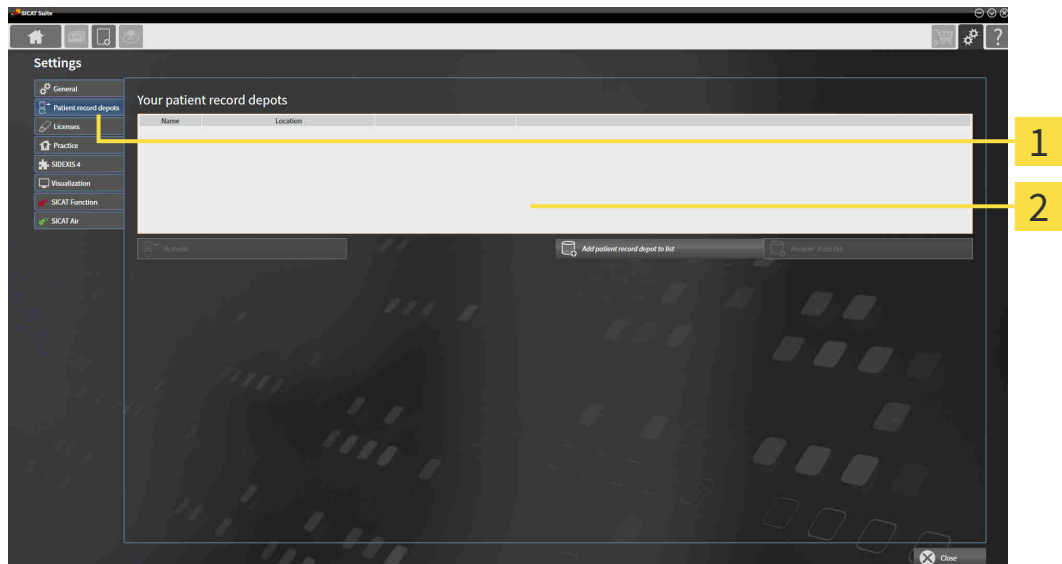 SICAT Suite
?
Settings
General
Patient record depots
Licenses
Practice
SIDEXIS 4
Visualization
SICAT Function
SICAT Air
Your patient record depots
Name Location
Activate
Add patient record depot to list
Remove from list
Close
1
2